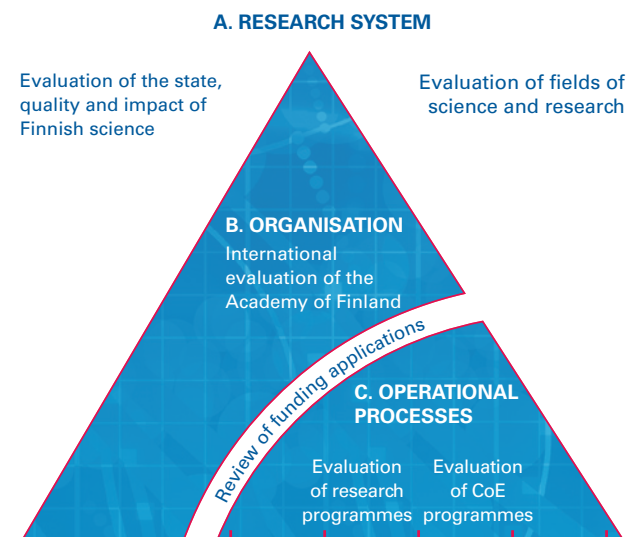 A. RESEARCH SYSTEM
Evaluation of the state,
quality and impact of
Finnish science
Evaluation of fields of
science and research
B. ORGANISATION
International
evaluation of the
Academy of Finland
Review of funding applications
C. OPERATIONAL
PROCESSES
Evaluation
of research
programmes
Evaluation
of CoE
programmes